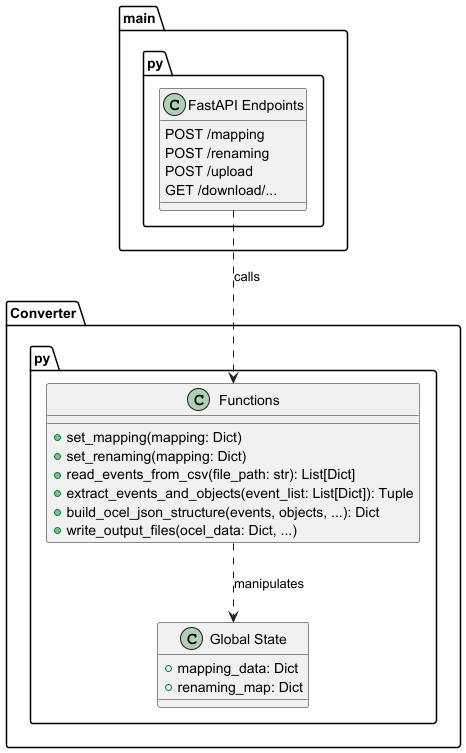 main
py
C FastAPI Endpoints
POST /mapping
POST /renaming
POST /upload
GET /download/...
calls
Converter
py
C Functions
set_mapping(mapping: Dict)
set_renaming(mapping: Dict)
read_events_from_csv(file_path: str): List[Dict]
extract_events_and_objects(event_list: List[Dict]): Tuple
build_ocel_json_structure(events, objects, ...): Dict
write_output_files(ocel_data: Dict, ...)
manipulates
C Global State
mapping_data: Dict
renaming_map: Dict